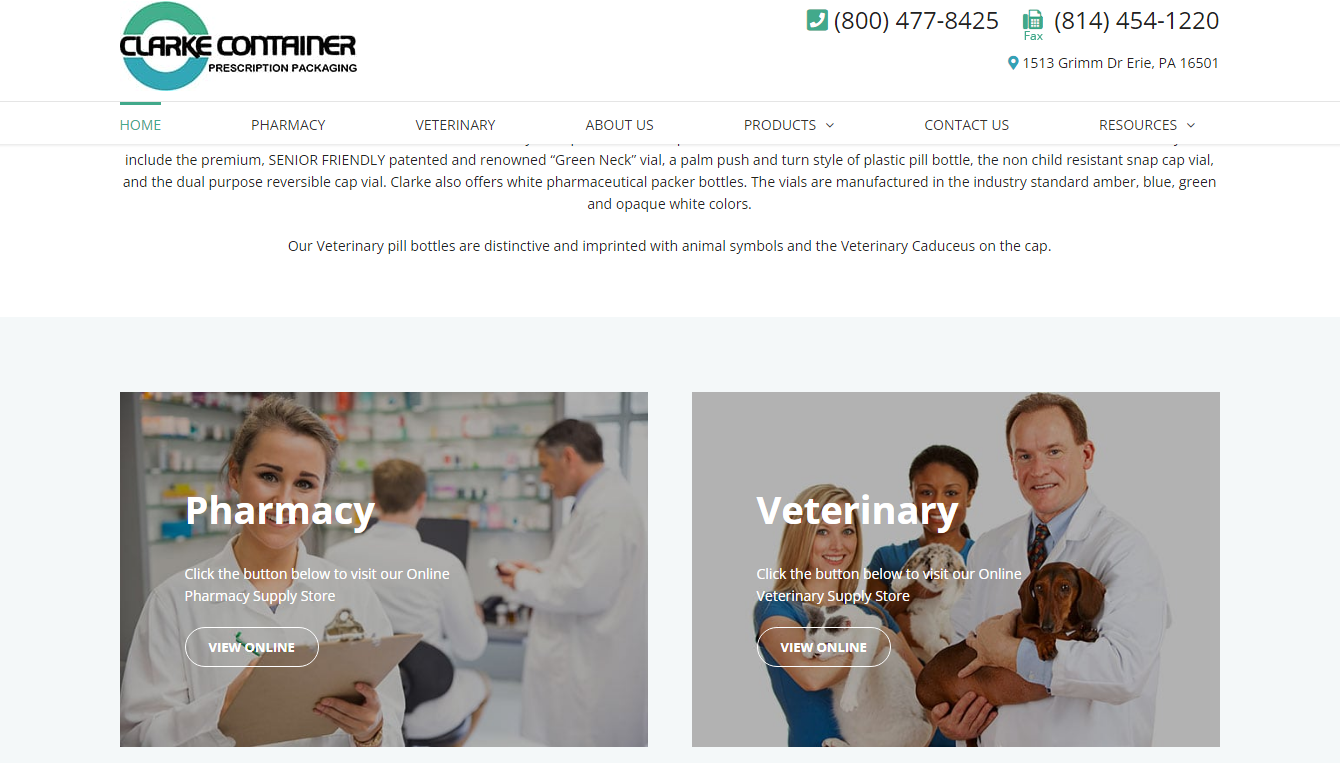 CLARKE CONTAINER
PRESCRIPTION PACKAGING
(800) 477-8425
Fax
(814) 454-1220
1513 Grimm Dr Erie, PA 16501
HOME PHARMACY VETERINARY ABOUT US PRODUCTS CONTACT US RESOURCES
include the premium, SENIOR FRIENDLY patented and renowned “Green Neck” vial, a palm push and turn style of plastic pill bottle, the non child resistant snap cap vial,
and the dual purpose reversible cap vial. Clarke also offers white pharmaceutical packer bottles. The vials are manufactured in the industry standard amber, blue, green
and opaque white colors.
Our Veterinary pill bottles are distinctive and imprinted with animal symbols and the Veterinary Caduceus on the cap.
Pharmacy
Click the button below to visit our Online
Pharmacy Supply Store
VIEW ONLINE
Veterinary
Click the button below to visit our Online
Veterinary Supply Store
VIEW ONLINE